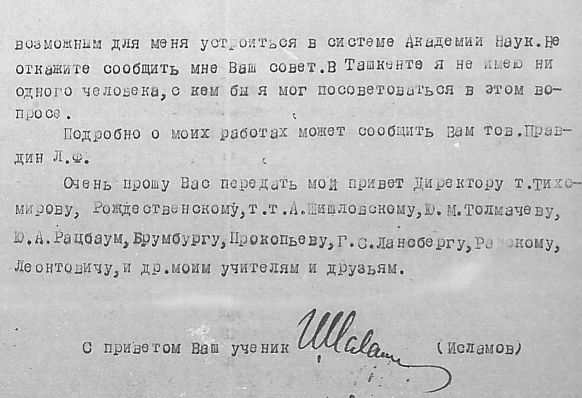 возможным для меня устроиться в системе Академии Наук.Не
откажите сообщить мне Ваш совет.В Ташкенте я не имею ни
одного человека,с кем бы я мог посоветоваться в этом во-
просе.
Подробно о моих работах может сообщить Вам тов.Прав-
дин Л.Ф.
Очень прошу Вас передать мой привет Директору т.Тихо-
мирову, Рождественскому,т.т.А.Шишловскому,Ю.М.Толмачеву,
Ю.А.Рацбаум,Брумбургу,Прокопьеву,Г.С.Лансбергу,
Леонтовичу,и др.моим учителям и друзьям.
С приветом Ваш ученик (Исламов)